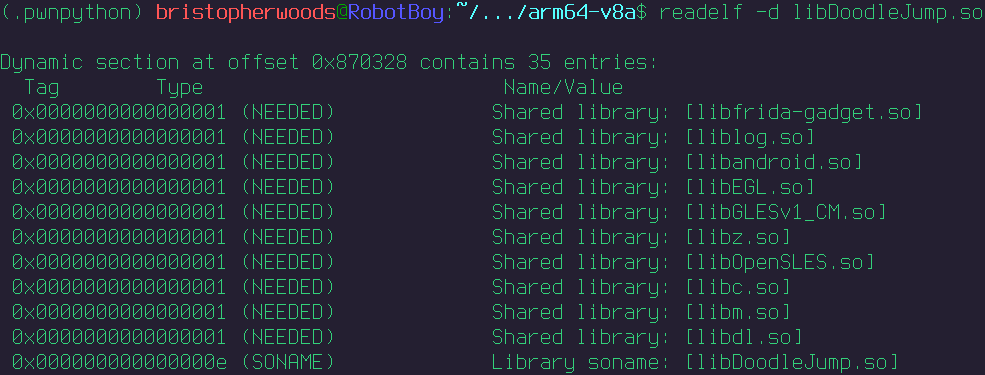 (.pwnpython) bristopherwoods@RobotBoy:~/.../arm64-v8a$ readelf -d libDoodleJump.so
Dynamic section at offset 0x870328 contains 35 entries:
Tag Type Name/Value
0x0000000000000001 (NEEDED) Shared library: [libfrida-gadget.so]
0x0000000000000001 (NEEDED) Shared library: [liblog.so]
0x0000000000000001 (NEEDED) Shared library: [libandroid.so]
0x0000000000000001 (NEEDED) Shared library: [libEGL.so]
0x0000000000000001 (NEEDED) Shared library: [libGLESv1_CM.so]
0x0000000000000001 (NEEDED) Shared library: [libz.so]
0x0000000000000001 (NEEDED) Shared library: [libOpenSLES.so]
0x0000000000000001 (NEEDED) Shared library: [libc.so]
0x0000000000000001 (NEEDED) Shared library: [libm.so]
0x0000000000000001 (NEEDED) Shared library: [libdl.so]
0x000000000000000e (SONAME) Library soname: [libDoodleJump.so]